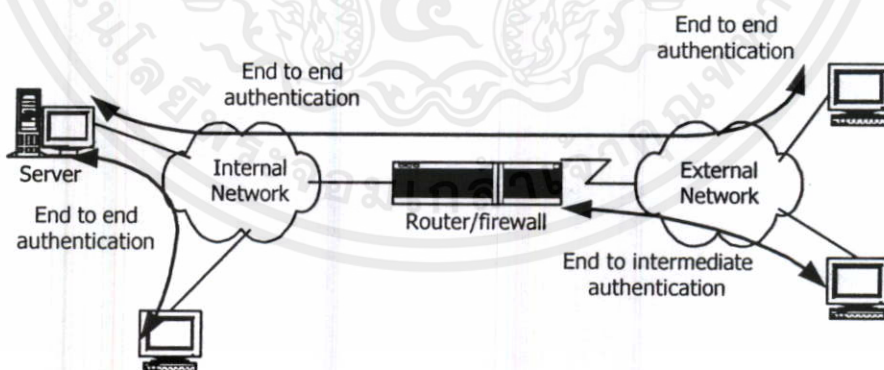 End to end
authentication
End to end
authentication
Server
Internal
Network
Router/firewall
External
Network
End to end
authentication
End to intermediate
authentication